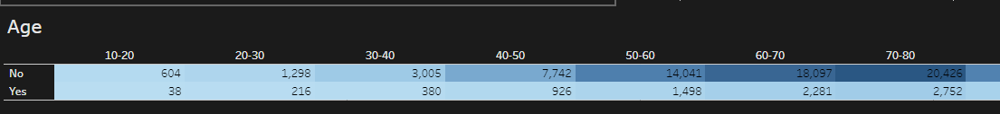 Age
10-20 20-30 30-40 40-50 50-60 60-70 70-80
No 604 1,298 3,005 7,742 14,041 18,097 20,426
Yes 38 216 380 926 1,498 2,281 2,752